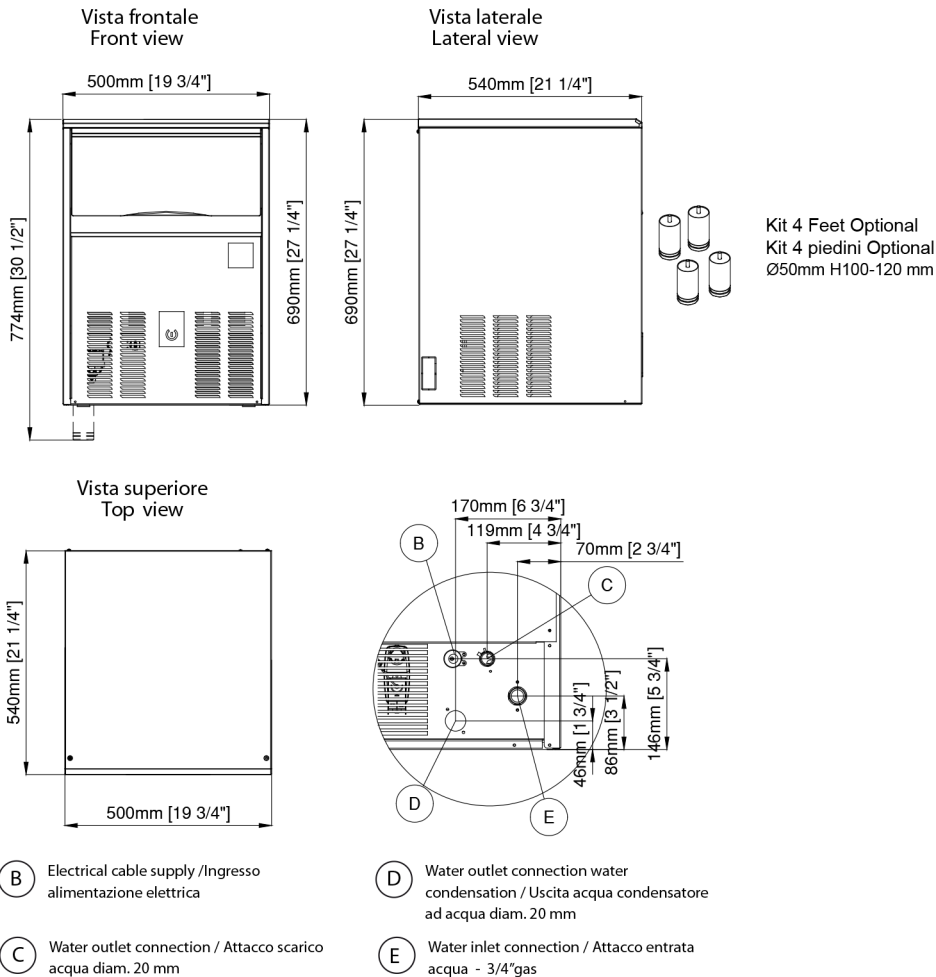 Vista frontale
Front view
Vista laterale
Lateral view
500mm [19 3/4"]
540mm [21 1/4"]
774mm [30 1/2"]
690mm [27 1/4"]
690mm [27 1/4"]
Kit 4 Feet Optional
Kit 4 piedini Optional
Ø50mm H100-120 mm
Vista superiore
Top view
540mm [21 1/4"]
500mm [19 3/4"]
170mm [6 3/4"]
119mm [4 3/4"]
70mm [2 3/4"]
B
C
46mm [1 3/4"]
86mm [3 1/2"]
146mm [5 3/4"]
D
E
B
Electrical cable supply /Ingresso
alimentazione elettrica
C
Water outlet connection / Attacco scarico
acqua diam. 20 mm
D
Water outlet connection water
condensation / Uscita acqua condensatore
ad acqua diam. 20 mm
E
Water inlet connection / Attacco entrata
acqua - 3/4"gas